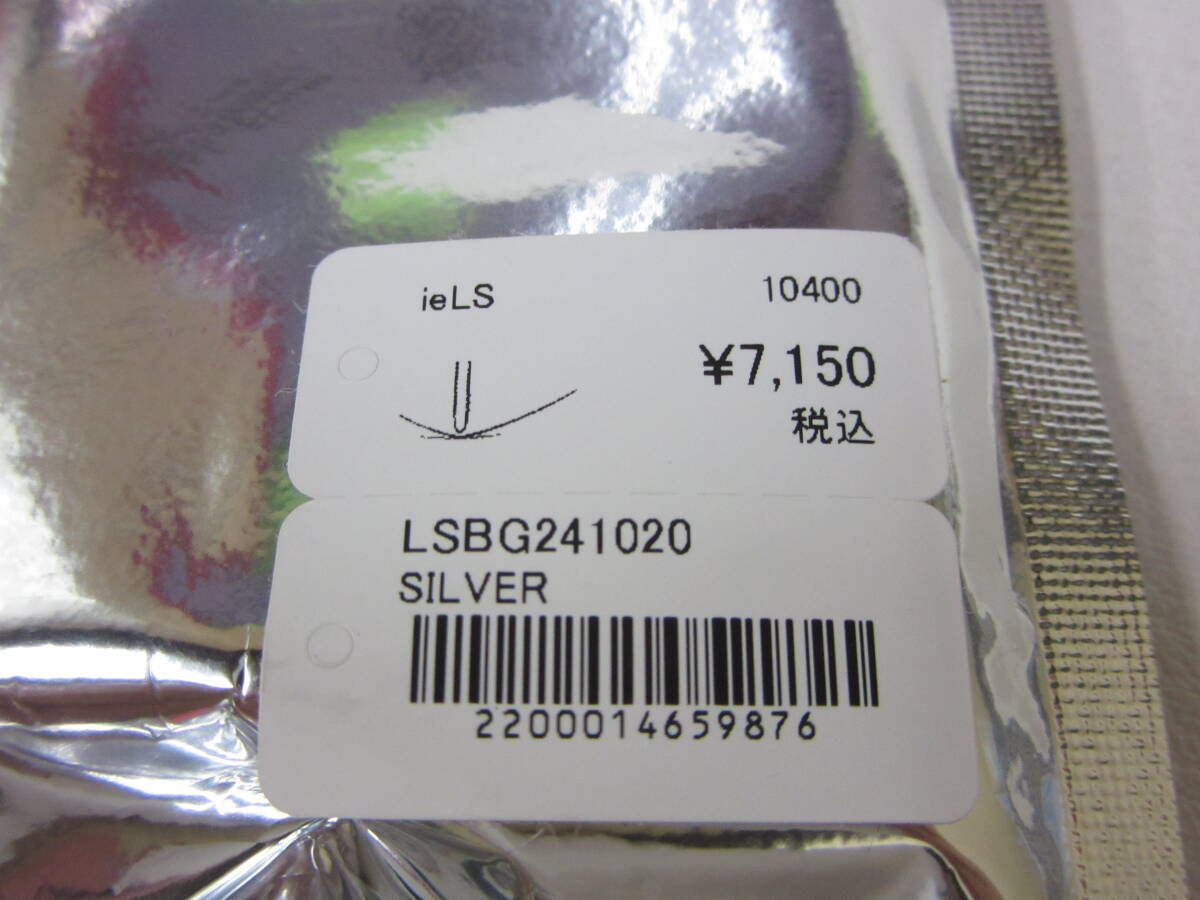 ieLS 10400
¥7,150
税込
LSBG241020
SILVER
2200014659876